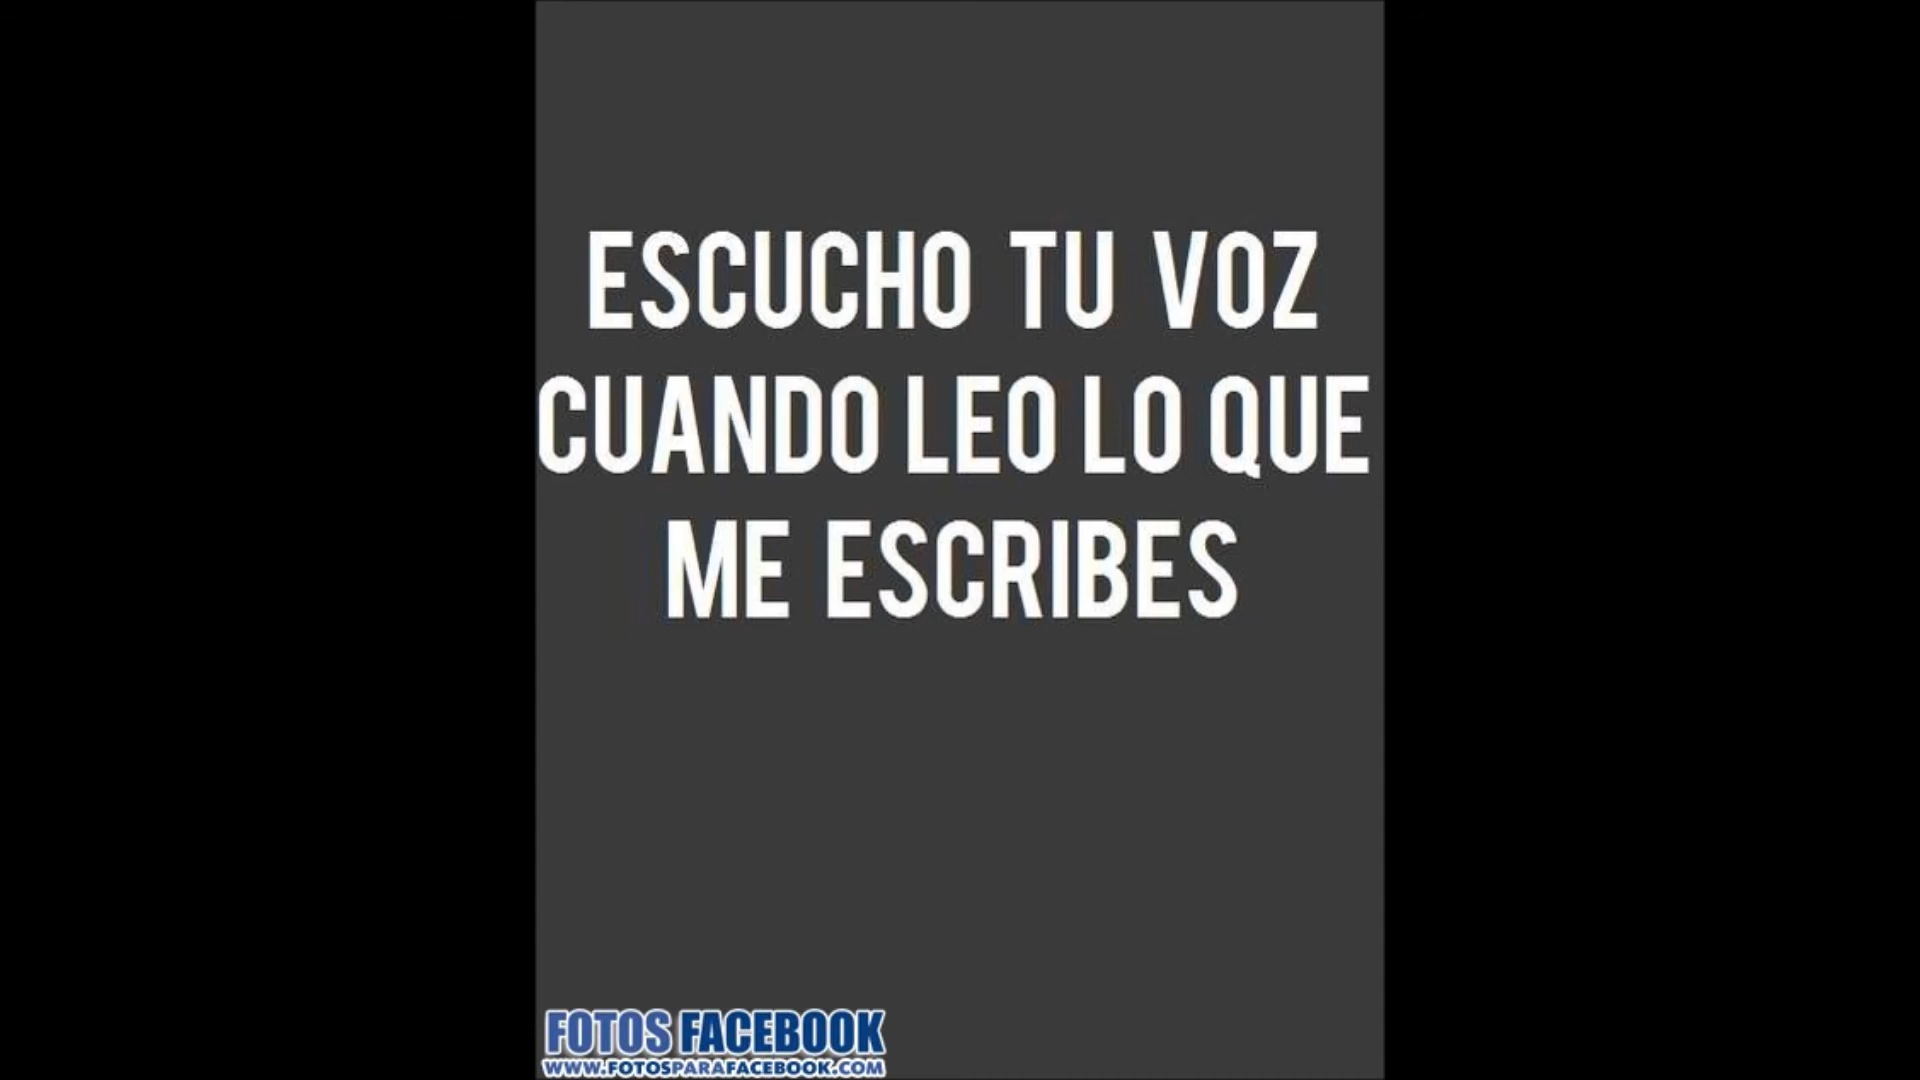 ESCUCHO TU VOZ
CUANDO LEO LO QUE
ME ESCRIBES
FOTOS FACEBOOK
WWW.FOTOSPARAFACEBOOK.COM